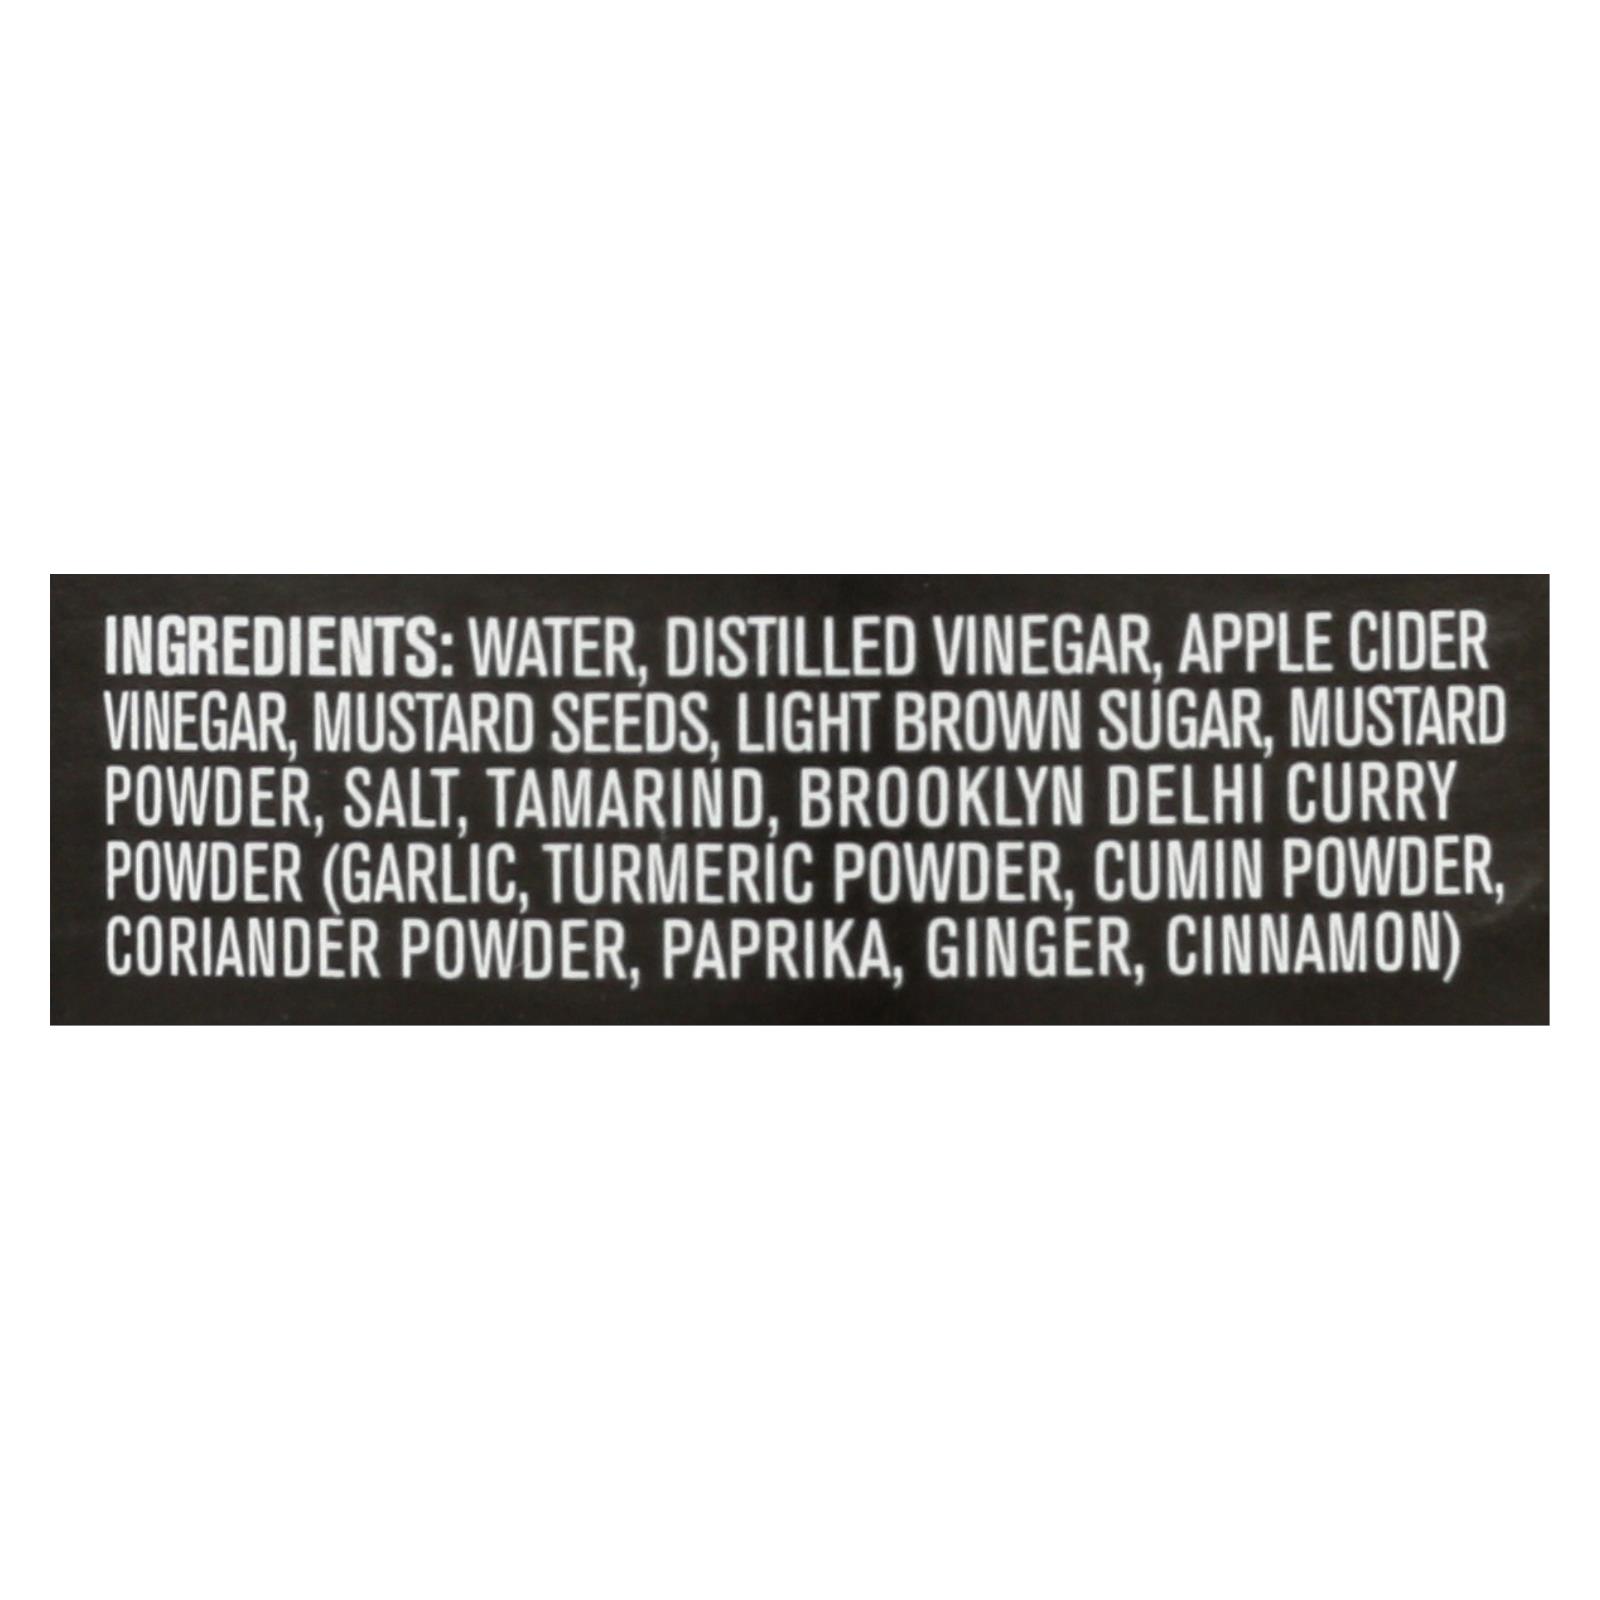 INGREDIENTS: WATER, DISTILLED VINEGAR, APPLE CIDER
VINEGAR, MUSTARD SEEDS, LIGHT BROWN SUGAR, MUSTARD
POWDER, SALT, TAMARIND, BROOKLYN DELHI CURRY
POWDER (GARLIC, TURMERIC POWDER, CUMIN POWDER,
CORIANDER POWDER, PAPRIKA, GINGER, CINNAMON)